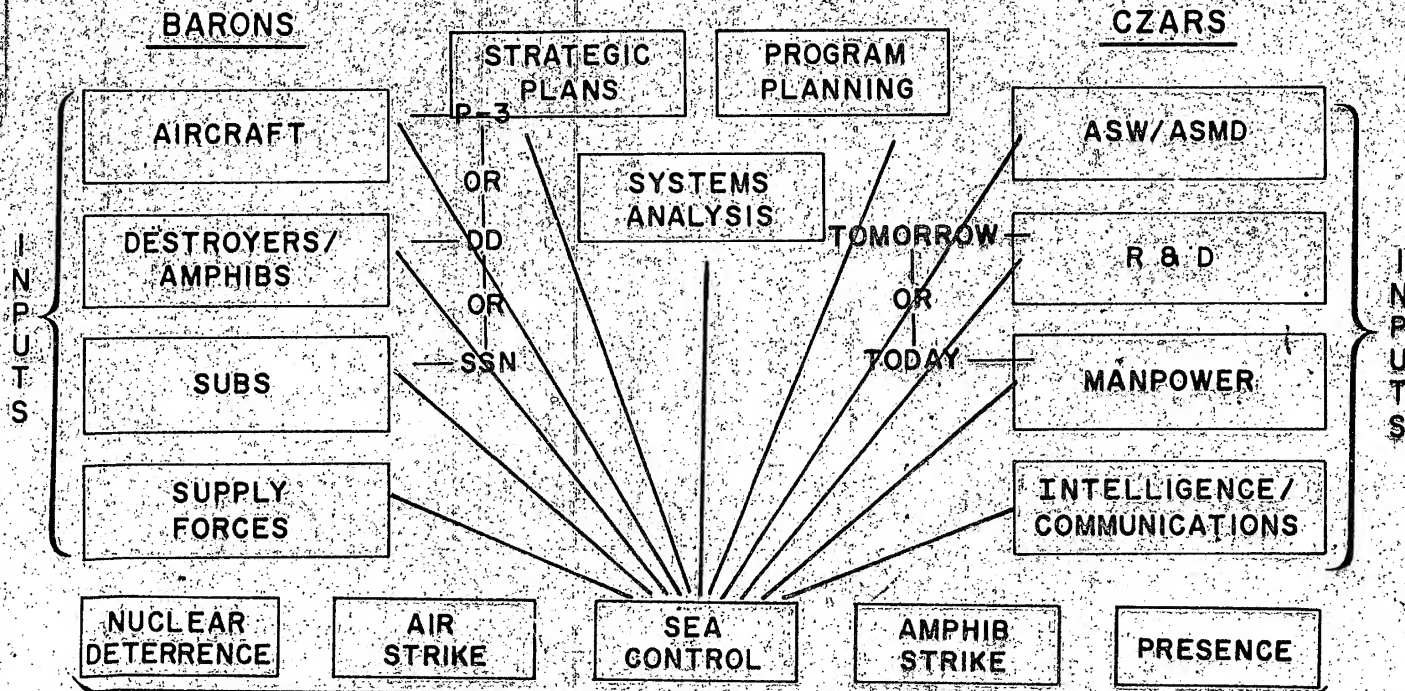 BARONS
CZARS
STRATEGIC
PLANS
PROGRAM
PLANNING
AIRCRAFT
P-3
OR
DD
OR
SSN
SYSTEMS
ANALYSIS
ASW/ASMD
DESTROYERS/
AMPHIBS
TOMORROW
OR
TODAY
R & D
INPUTS
INPUTS
SUBS
MANPOWER
SUPPLY
FORCES
INTELLIGENCE/
COMMUNICATIONS
NUCLEAR
DETERRENCE
AIR
STRIKE
SEA
CONTROL
AMPHIB
STRIKE
PRESENCE